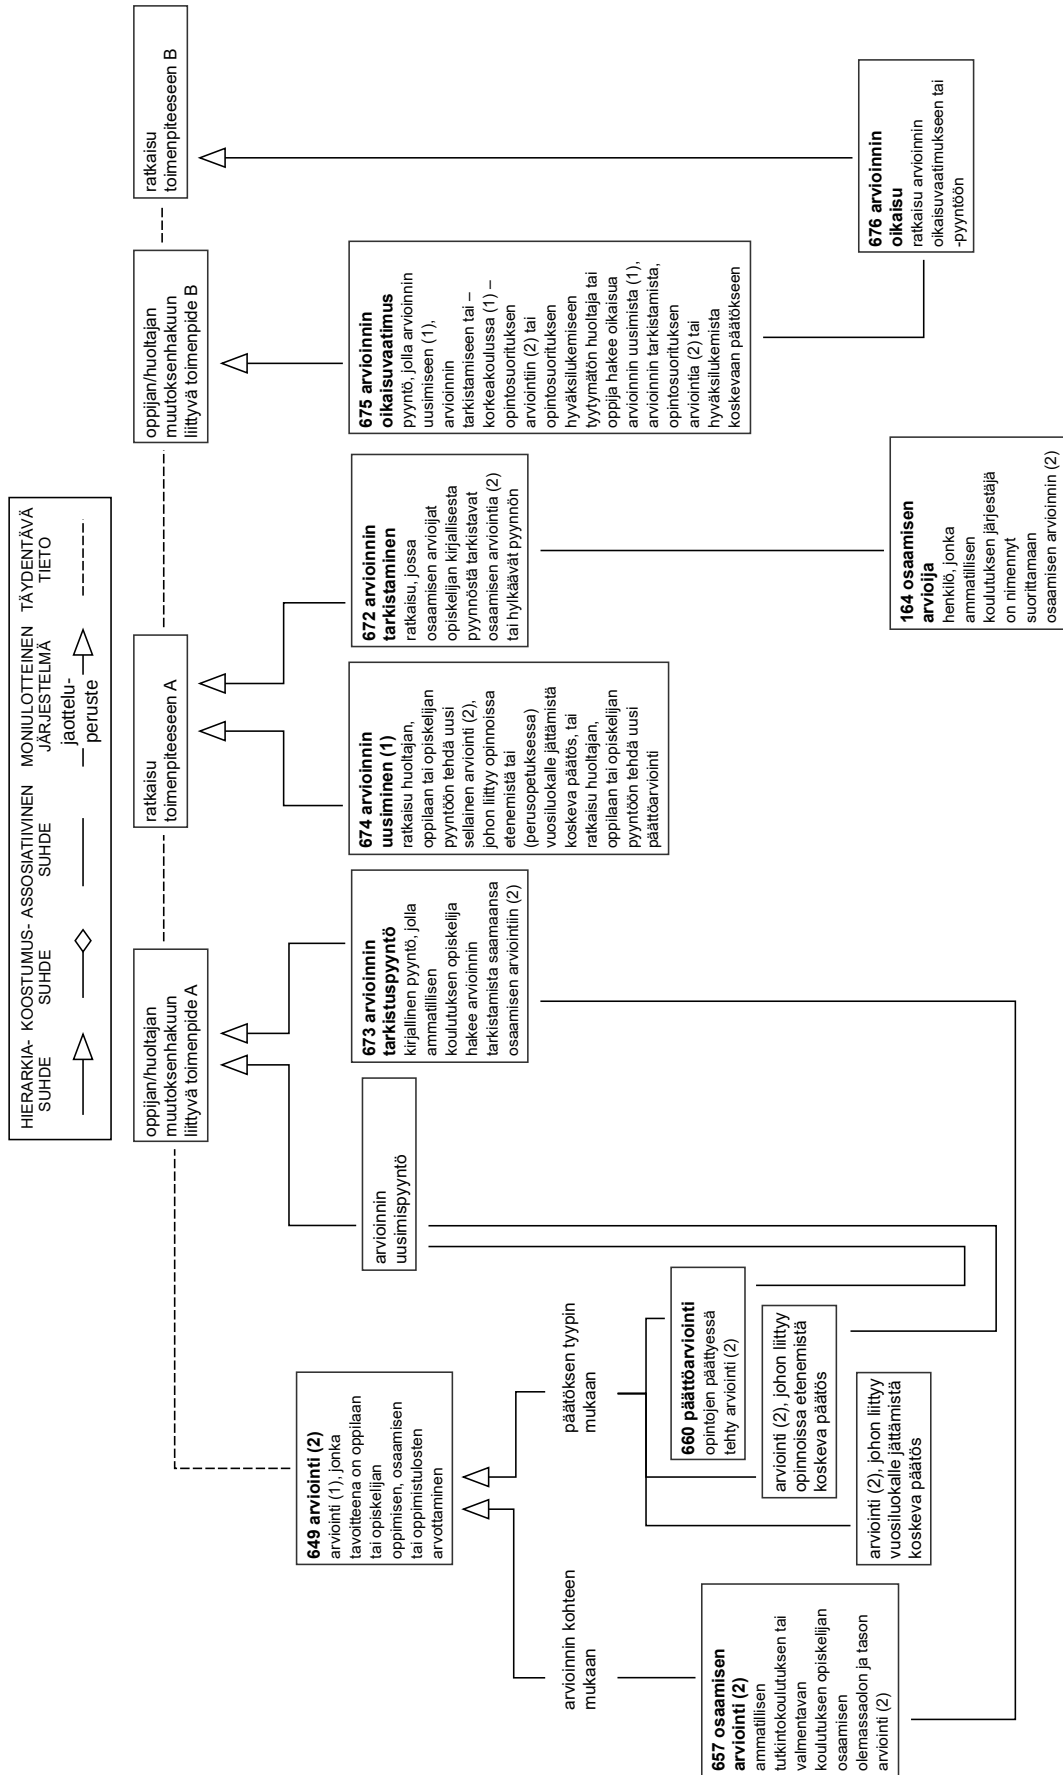 HIERARKIA-
SUHDE
KOOSTUMUS-
SUHDE
ASSOSIATIIVINEN
SUHDE
MONIULOTTEINEN
JÄRJESTELMÄ
jaottelu-
peruste
TÄYDENTÄVÄ
TIETO
oppijan/huoltajan
muutoksenhakuun
liittyvä toimenpide A
ratkaisu
toimenpiteeseen A
oppijan/huoltajan
muutoksenhakuun
liittyvä toimenpide B
ratkaisu
toimenpiteeseen B
649 arviointi (2)
arviointi (1), jonka
tavoitteena on oppilaan
tai opiskelijan
oppimisen, osaamisen
tai oppimistulosten
arvottaminen
arvioinnin
uusimispyyntö
673 arvioinnin
tarkistuspyyntö
kirjallinen pyyntö, jolla
ammatillisen
koulutuksen opiskelija
hakee arvioinnin
tarkistamista saamaansa
osaamisen arviointiin (2)
674 arvioinnin
uusiminen (1)
ratkaisu huoltajan,
oppilaan tai opiskelijan
pyyntöön tehdä uusi
sellainen arviointi (2),
johon liittyy opinnoissa
etenemistä tai
(perusopetuksessa)
vuosiluokalle jättämistä
koskeva päätös, tai
ratkaisu huoltajan,
oppilaan tai opiskelijan
pyyntöön tehdä uusi
päättöarviointi
672 arvioinnin
tarkistaminen
ratkaisu, jossa
osaamisen arvioijat
opiskelijan kirjallisesta
pyynnöstä tarkistavat
osaamisen arviointia (2)
tai hylkäävät pyynnön
675 arvioinnin
oikaisuvaatimus
pyyntö, jolla arvioinnin
uusimiseen (1),
arvioinnin
tarkistamiseen tai –
korkeakoulussa (1) –
opintosuorituksen
arviointiin (2) tai
opintosuorituksen
hyväksilukemiseen
tyytymätön huoltaja tai
oppija hakee oikaisua
arvioinnin uusimista (1),
arvioinnin tarkistamista,
opintosuorituksen
arviointia (2) tai
hyväksilukemista
koskevaan päätökseen
arvioinnin kohteen
mukaan
päätöksen tyypin
mukaan
657 osaamisen
arviointi (2)
ammatillisen
tutkintokoulutuksen tai
valmentavan
koulutuksen opiskelijan
osaamisen
olemassaolon ja tason
arviointi (2)
660 päättöarviointi
opintojen päättyessä
tehty arviointi (2)
arviointi (2), johon liittyy
opinnoissa etenemistä
koskeva päätös
arviointi (2), johon liittyy
vuosiluokalle jättämistä
koskeva päätös
164 osaamisen
arvioija
henkilö, jonka
ammatillisen
koulutuksen järjestäjä
on nimennyt
suorittamaan
osaamisen arvioinnin (2)
676 arvioinnin
oikaisu
ratkaisu arvioinnin
oikaisuvaatimukseen tai
-pyyntöön